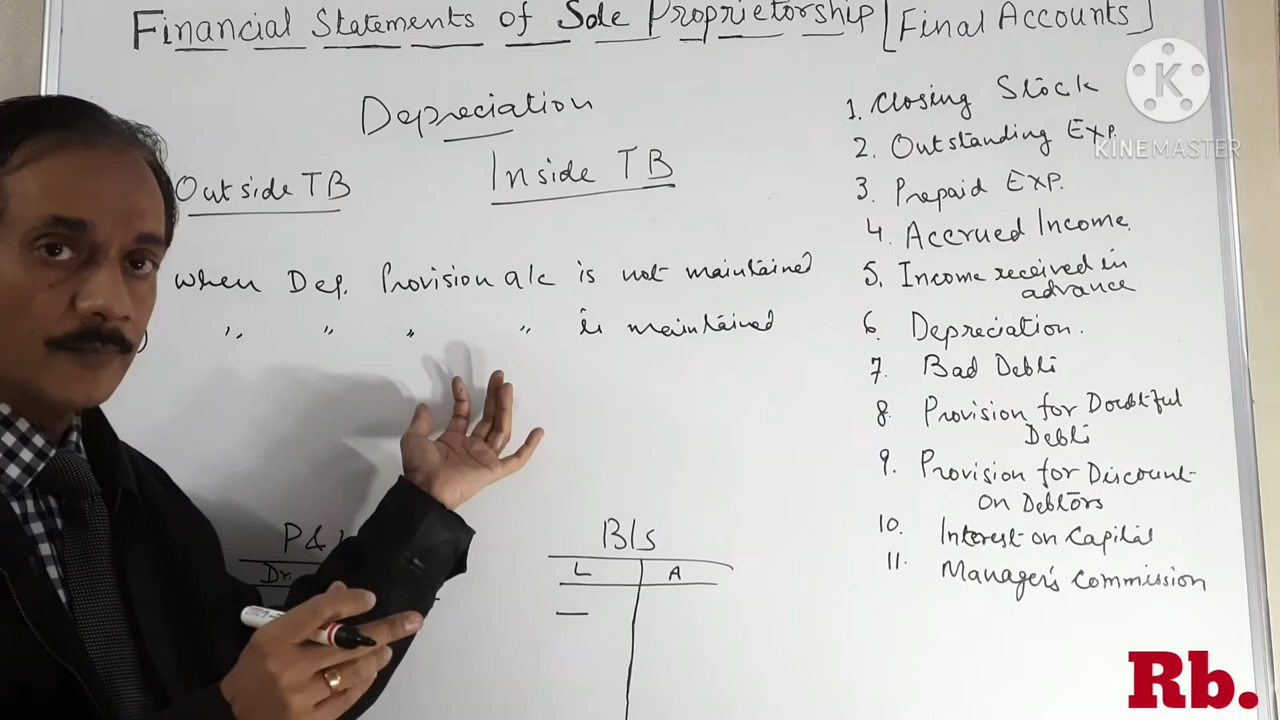 Financial Statements of Sole Proprietorship [Final Accounts]
Depreciation
Outside TB
Inside TB
when Dep. Provision a/c is not maintained
) " " " " is maintained
P&
Dr.
B/s
L A
1. Closing Stock
2. Outstanding Exp.
3. Prepaid Exp.
4. Accrued Income.
5. Income received in
advance
6. Depreciation.
7. Bad Debts
8. Provision for Doubtful
Debts
9. Provision for Discount
on Debtors
10. Interest on Capital
11. Manager's Commission
K
KINEMASTER
Rb.